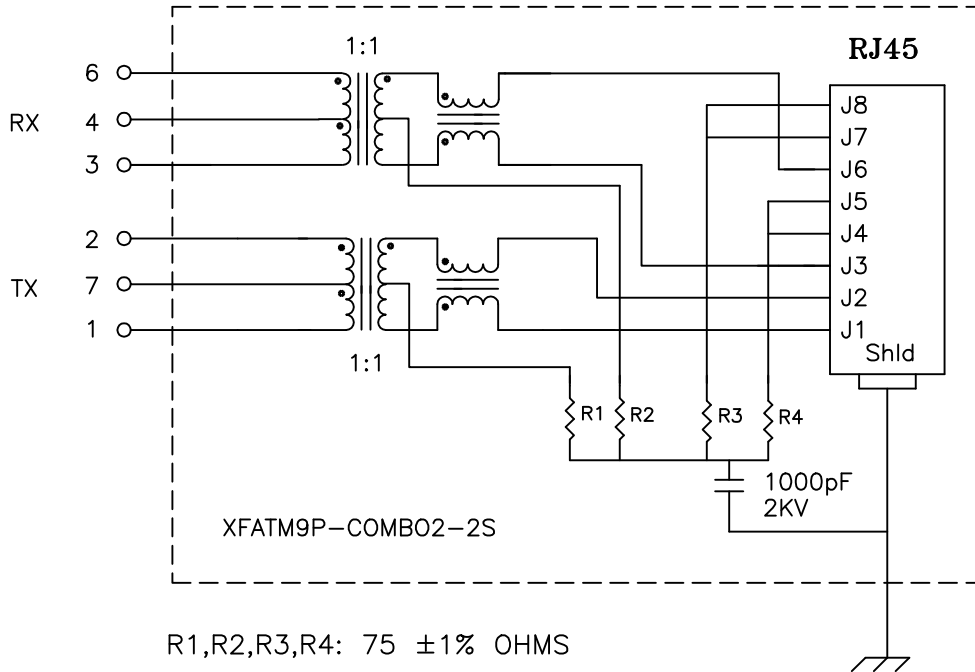 1:1
RJ45
6
RX
4
3
2
TX
7
1
1:1
J8
J7
J6
J5
J4
J3
J2
J1
Shld
R1
R2
R3
R4
1000pF
2KV
XFATM9P-COMBO2-2S
R1,R2,R3,R4: 75 ±1% OHMS